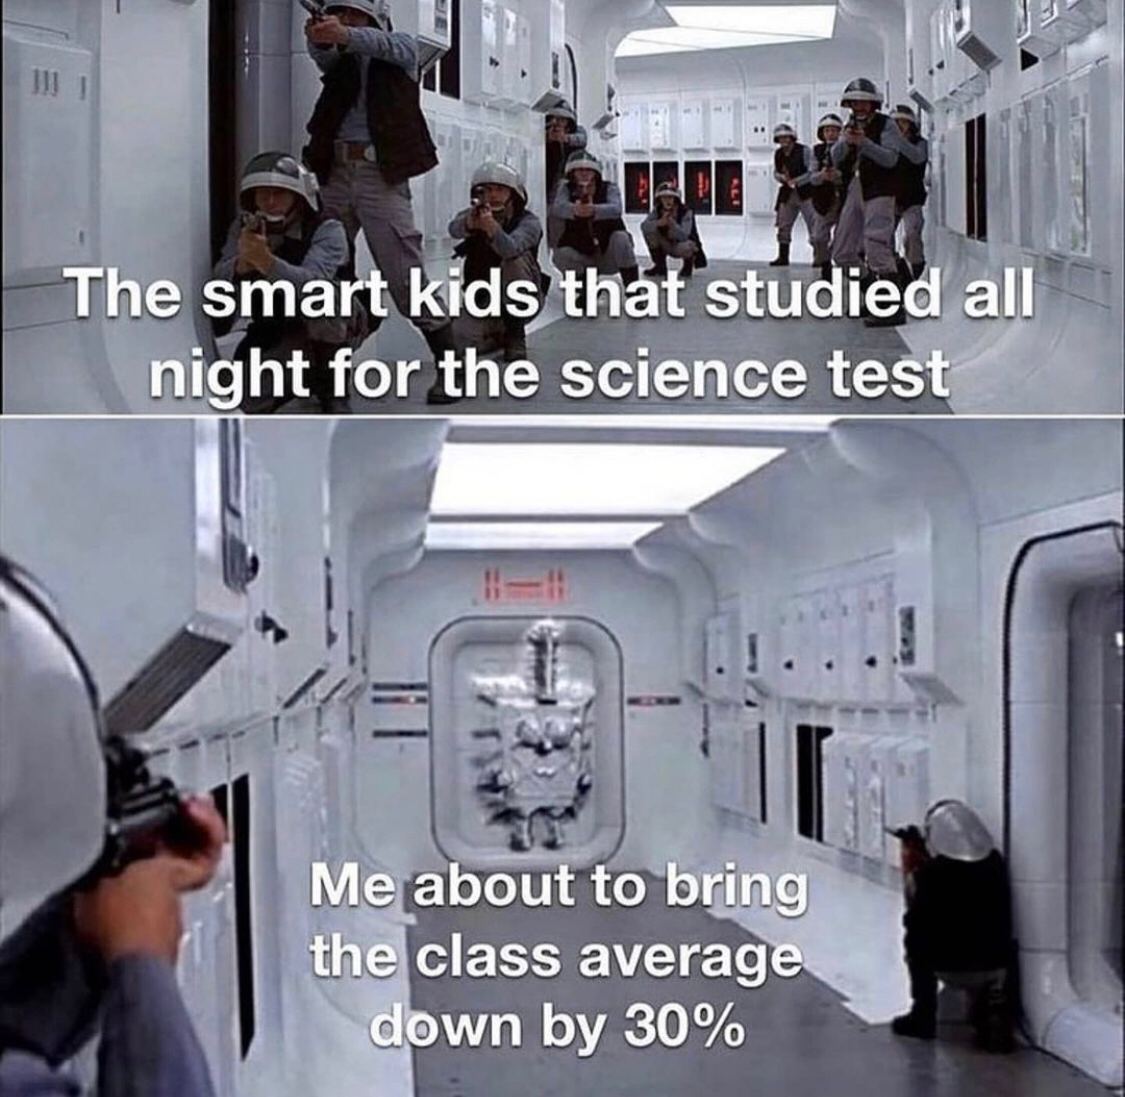 The smart kids that studied all
night for the science test
Me about to bring
the class average
down by 30%